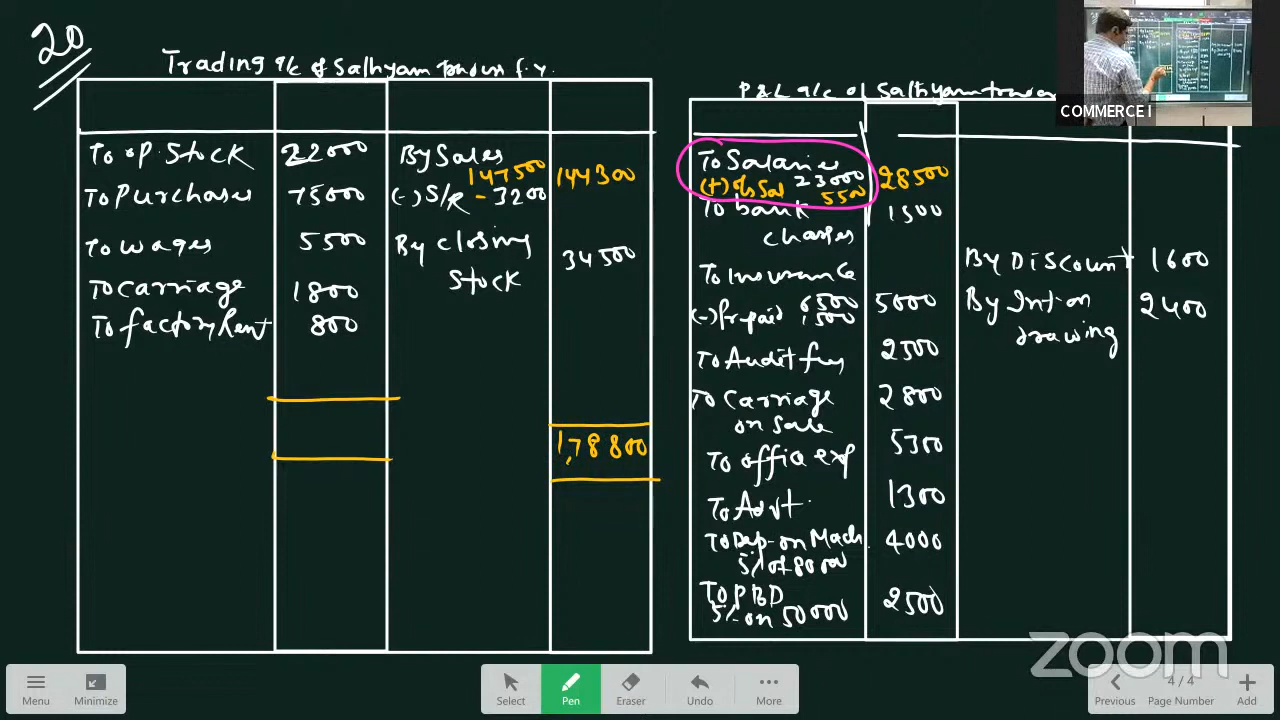 20
Trading a/c of Sathyam for
To op. Stock 22000
To Purchases 75000
To wages 5500
To Carriage 1800
To factory Rent 800
By Sales 147500
(-) S/R - 3200 144300
By Closing Stock 34500
1,78 800
P&L a/c of Sathyam
To Salaries 23000
(+) o/s Sal 5500 28500
To bank charges 1500
To Insurance 6500
(-) Prepaid 1500 5000
To Audit fees 2500
To Carriage on Sale 2800
To office exp 5300
To Advt. 1300
To Dep-on Mach. 4000
5% of 80000
To PBD 2500
5% on 50000
By Discount 1600
By Int-on drawing 2400
COMMERCE I
zoom
Menu
Minimize
Select
Pen
Eraser
Undo
More
Previous
4/4
Page Number
Add